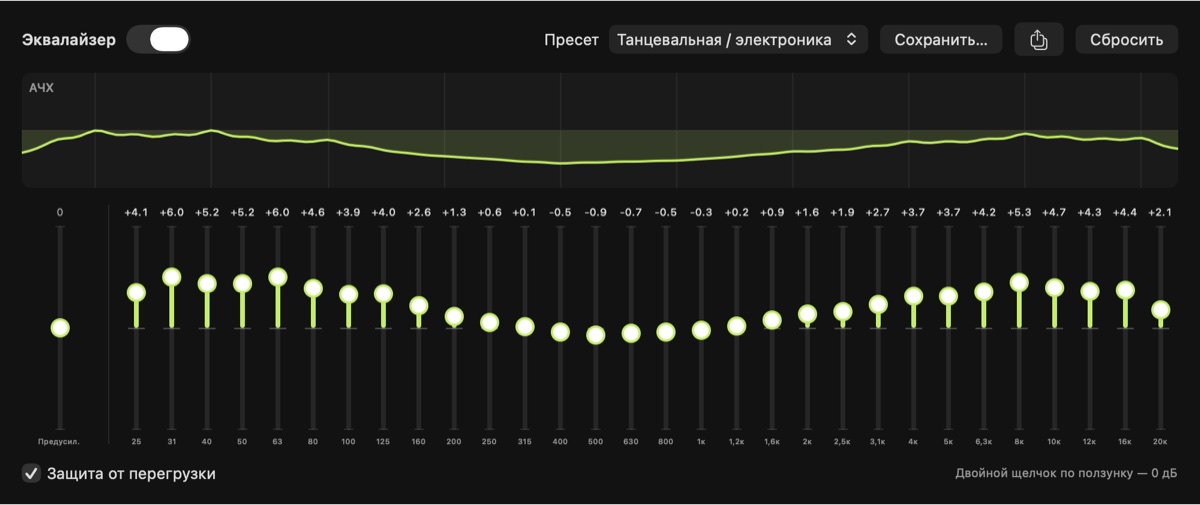 Эквалайзер Пресет Танцевальная / электроника Сохранить... Сбросить
АЧХ
0 +4.1 +6.0 +5.2 +5.2 +6.0 +4.6 +3.9 +4.0 +2.6 +1.3 +0.6 +0.1 -0.5 -0.9 -0.7 -0.5 -0.3 +0.2 +0.9 +1.6 +1.9 +2.7 +3.7 +3.7 +4.2 +5.3 +4.7 +4.3 +4.4 +2.1
Предусил. 25 31 40 50 63 80 100 125 160 200 250 315 400 500 630 800 1к 1,2к 1,6к 2к 2,5к 3,1к 4к 5к 6,3к 8к 10к 12к 16к 20к
Защита от перегрузки Двойной щелчок по ползунку — 0 дБ